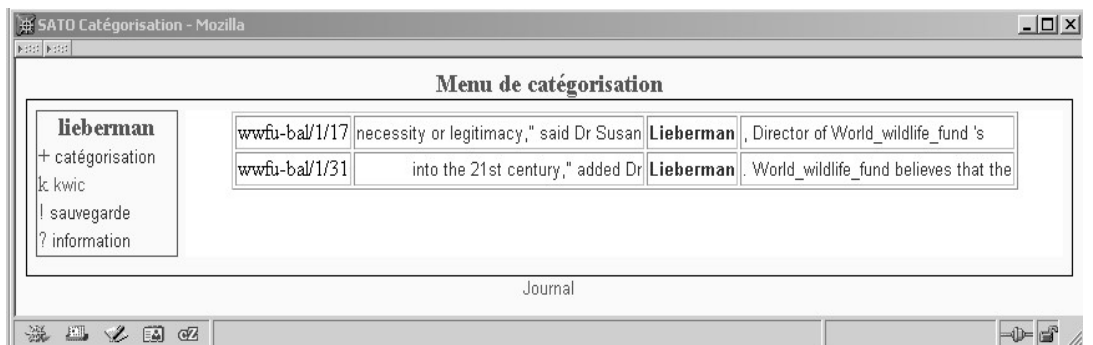 SATO Catégorisation - Mozilla
Menu de catégorisation
lieberman
+ catégorisation
k kwic
! sauvegarde
? information
wwfu-bal/1/17 necessity or legitimacy," said Dr Susan Lieberman , Director of World_wildlife_fund 's
wwfu-bal/1/31 into the 21st century," added Dr Lieberman . World_wildlife_fund believes that the
Journal